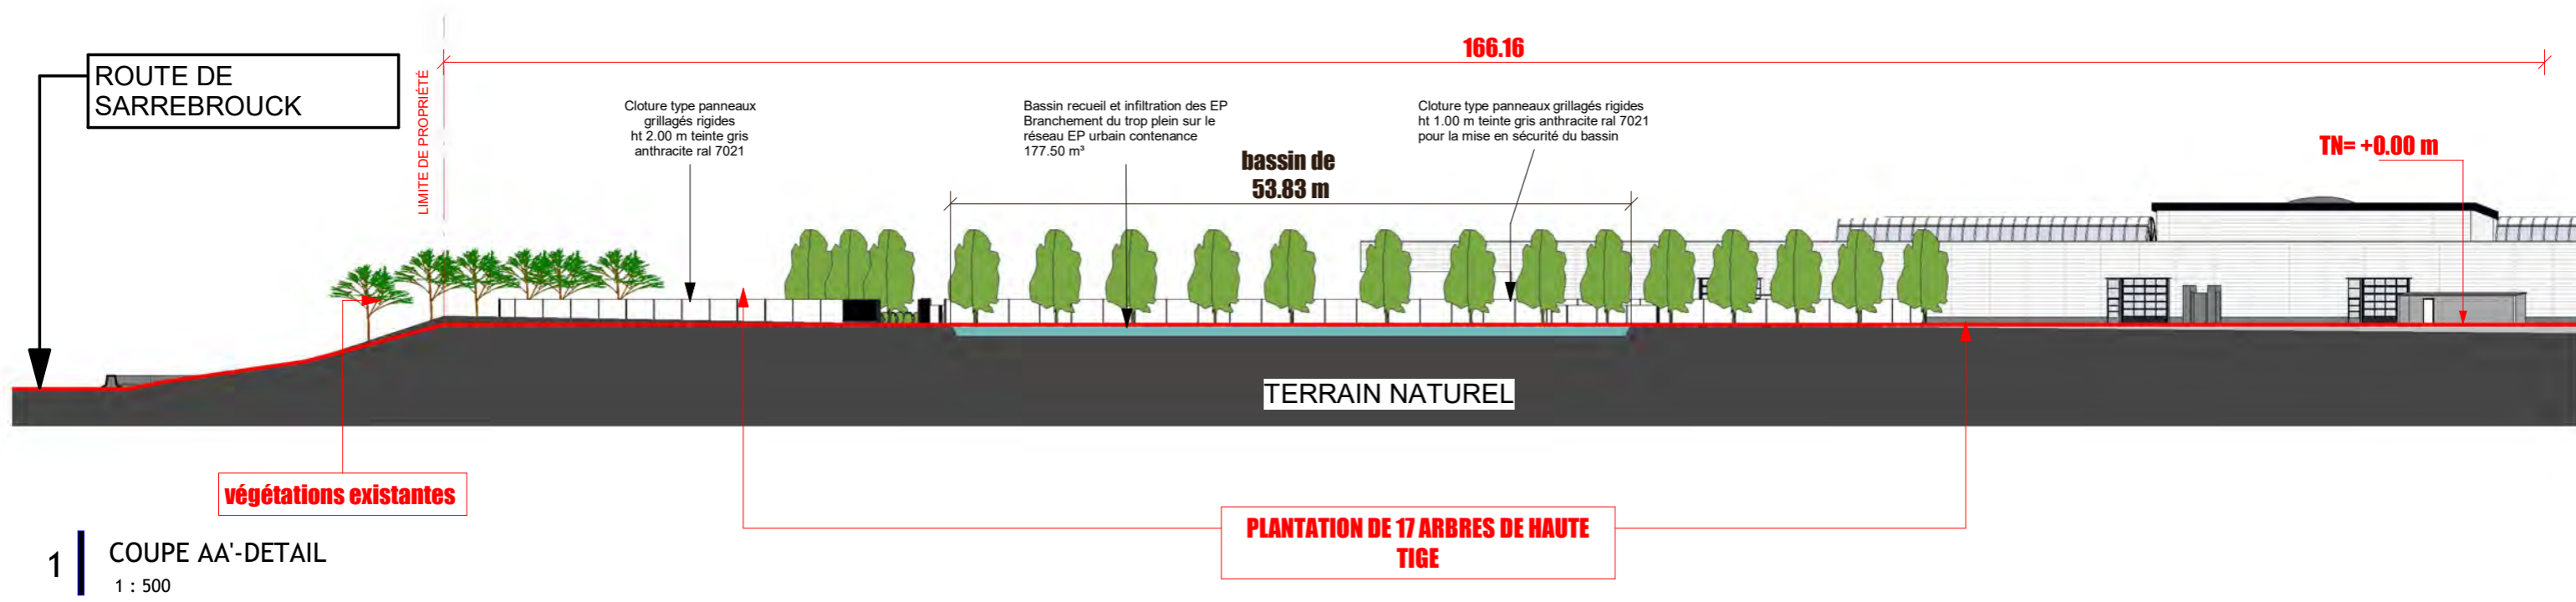 166.16
ROUTE DE
SARREBROUCK
LIMITE DE PROPRIÉTÉ
Cloture type panneaux
grillagés rigides
ht 2.00 m teinte gris
anthracite ral 7021
Bassin recueil et infiltration des EP
Branchement du trop plein sur le
réseau EP urbain contenance
177.50 m³
Cloture type panneaux grillagés rigides
ht 1.00 m teinte gris anthracite ral 7021
pour la mise en sécurité du bassin
bassin de
53.83 m
TN= +0.00 m
TERRAIN NATUREL
végétations existantes
PLANTATION DE 17 ARBRES DE HAUTE
TIGE
1
COUPE AA'-DETAIL
1 : 500